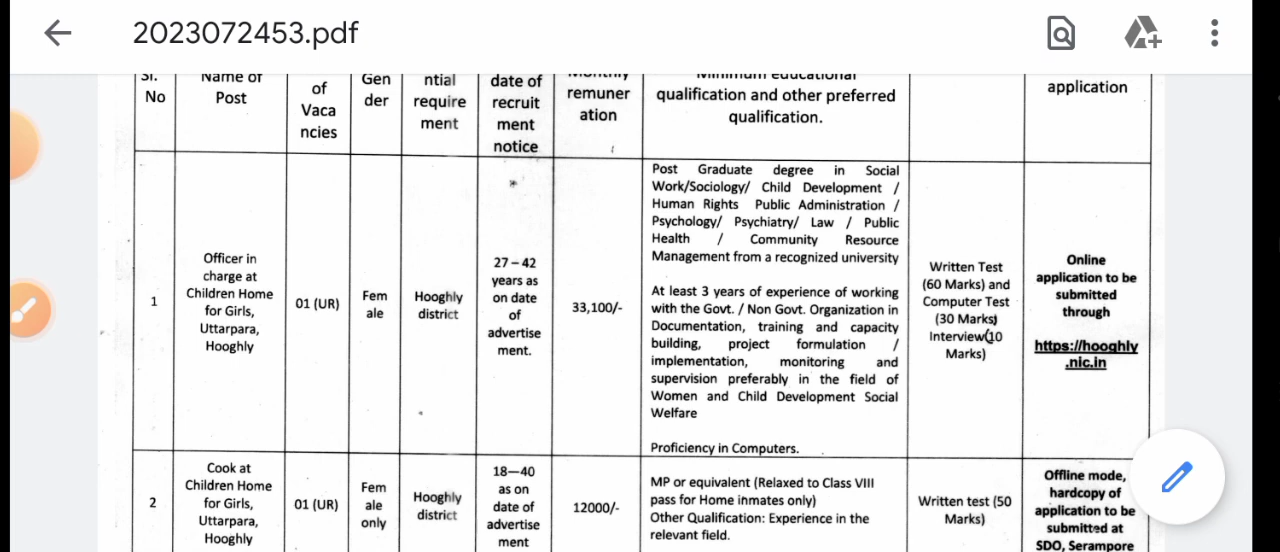 2023072453.pdf
Sl.
No
Name of
Post
of
Vaca
ncies
Gen
der
ntial
require
ment
date of
recruit
ment
notice
Monthly
remuner
ation
Minimum educational
qualification and other preferred
qualification.
application
1
Officer in
charge at
Children Home
for Girls,
Uttarpara,
Hooghly
01 (UR)
Fem
ale
Hooghly
district
27 – 42
years as
on date
of
advertise
ment.
33,100/-
Post Graduate degree in Social
Work/Sociology/ Child Development /
Human Rights Public Administration /
Psychology/ Psychiatry/ Law / Public
Health / Community Resource
Management from a recognized university
At least 3 years of experience of working
with the Govt. / Non Govt. Organization in
Documentation, training and capacity
building, project formulation /
implementation, monitoring and
supervision preferably in the field of
Women and Child Development Social
Welfare
Proficiency in Computers.
Written Test
(60 Marks) and
Computer Test
(30 Marks)
Interview(10
Marks)
Online
application to be
submitted
through
https://hooghly
.nic.in
2
Cook at
Children Home
for Girls,
Uttarpara,
Hooghly
01 (UR)
Fem
ale
only
Hooghly
district
18—40
as on
date of
advertise
ment
12000/-
MP or equivalent (Relaxed to Class VIII
pass for Home inmates only)
Other Qualification: Experience in the
relevant field.
Written test (50
Marks)
Offline mode,
hardcopy of
application to be
submitted at
SDO, Serampore